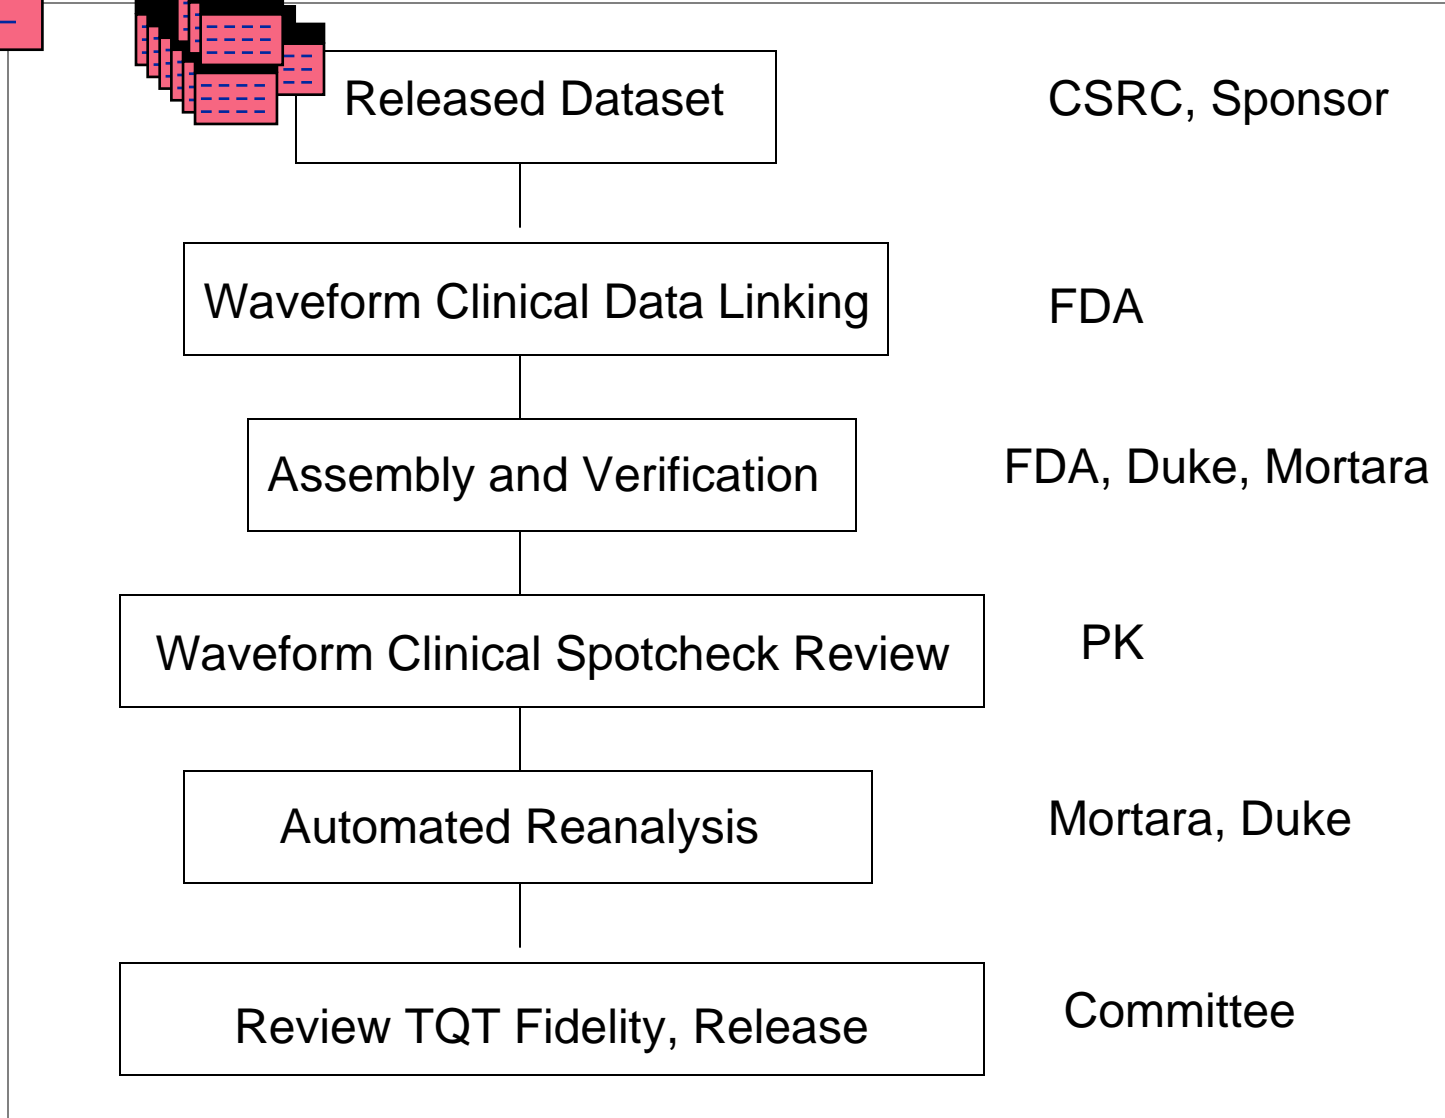 Released Dataset
CSRC, Sponsor
Waveform Clinical Data Linking
FDA
Assembly and Verification
FDA, Duke, Mortara
Waveform Clinical Spotcheck Review
PK
Automated Reanalysis
Mortara, Duke
Review TQT Fidelity, Release
Committee